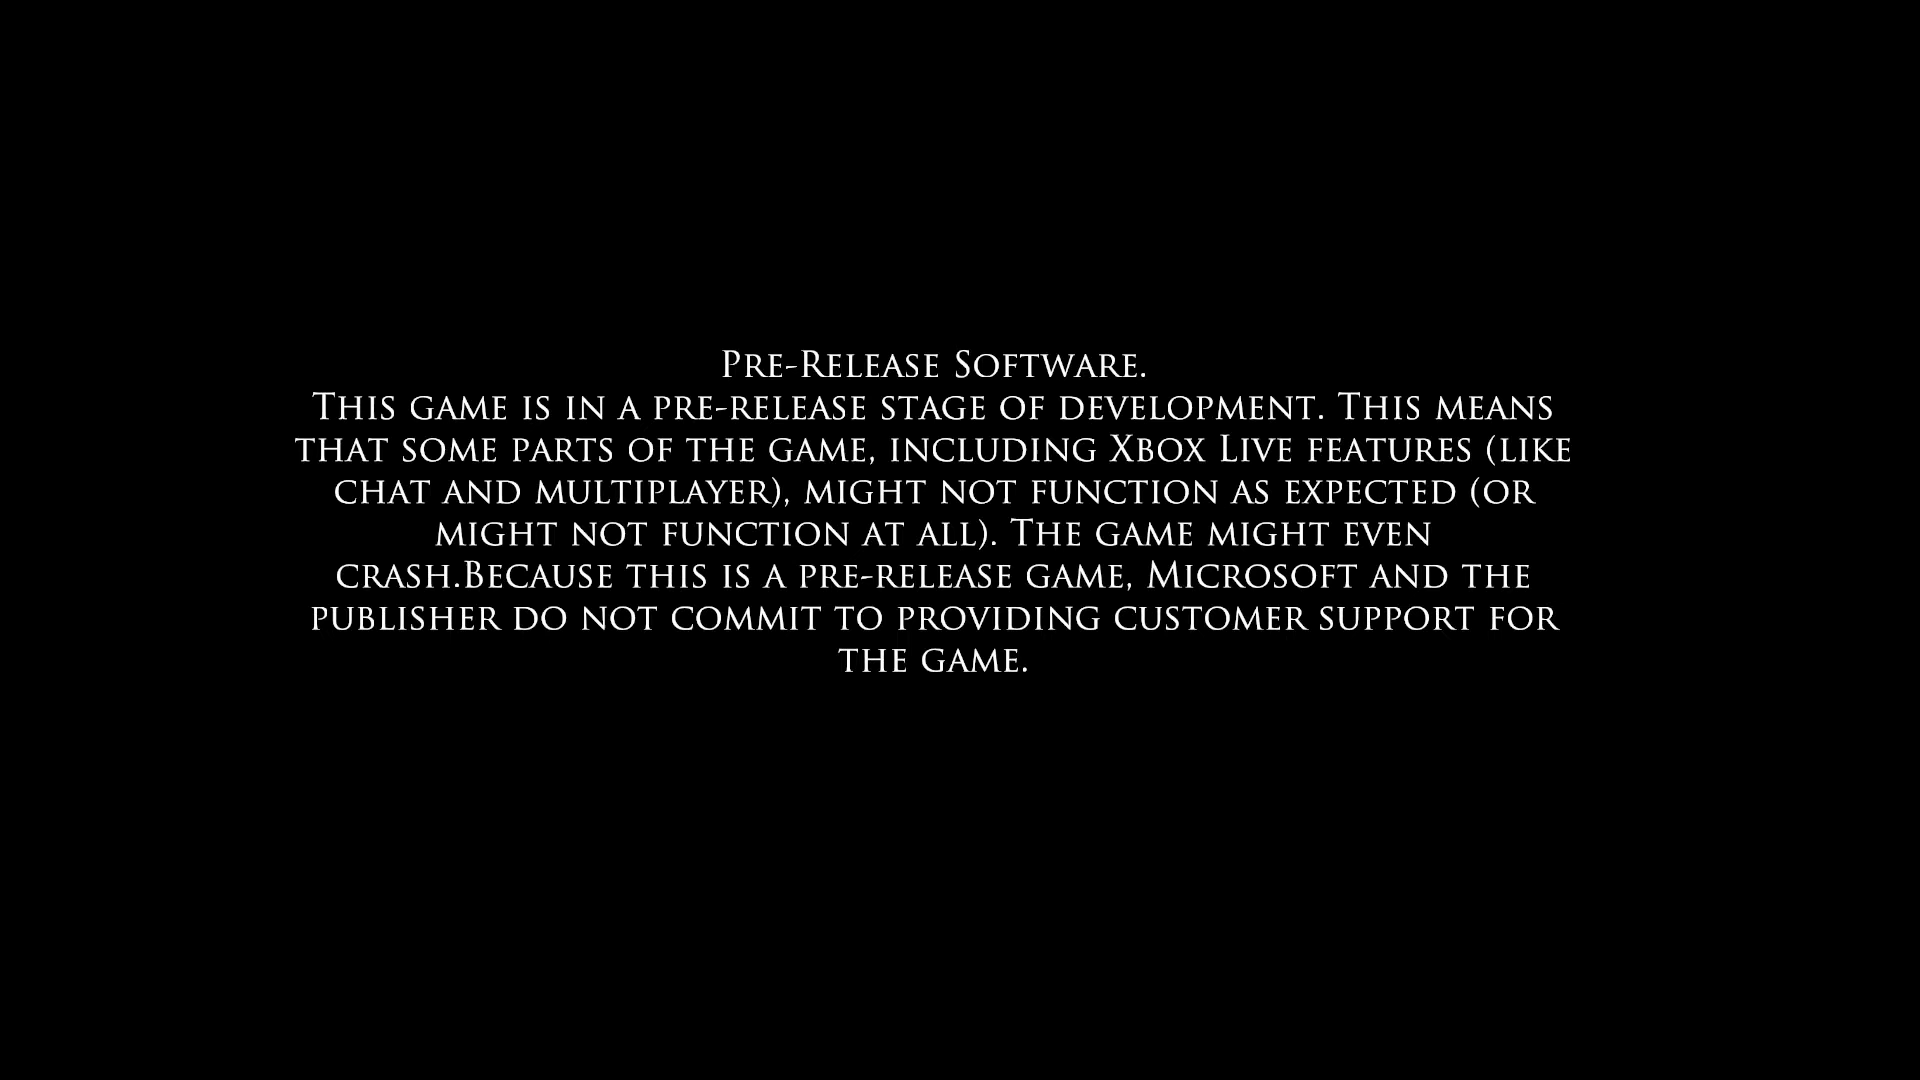 Pre-Release Software.
This game is in a pre-release stage of development. This means
that some parts of the game, including Xbox Live features (like
chat and multiplayer), might not function as expected (or
might not function at all). The game might even
crash.Because this is a pre-release game, Microsoft and the
publisher do not commit to providing customer support for
the game.